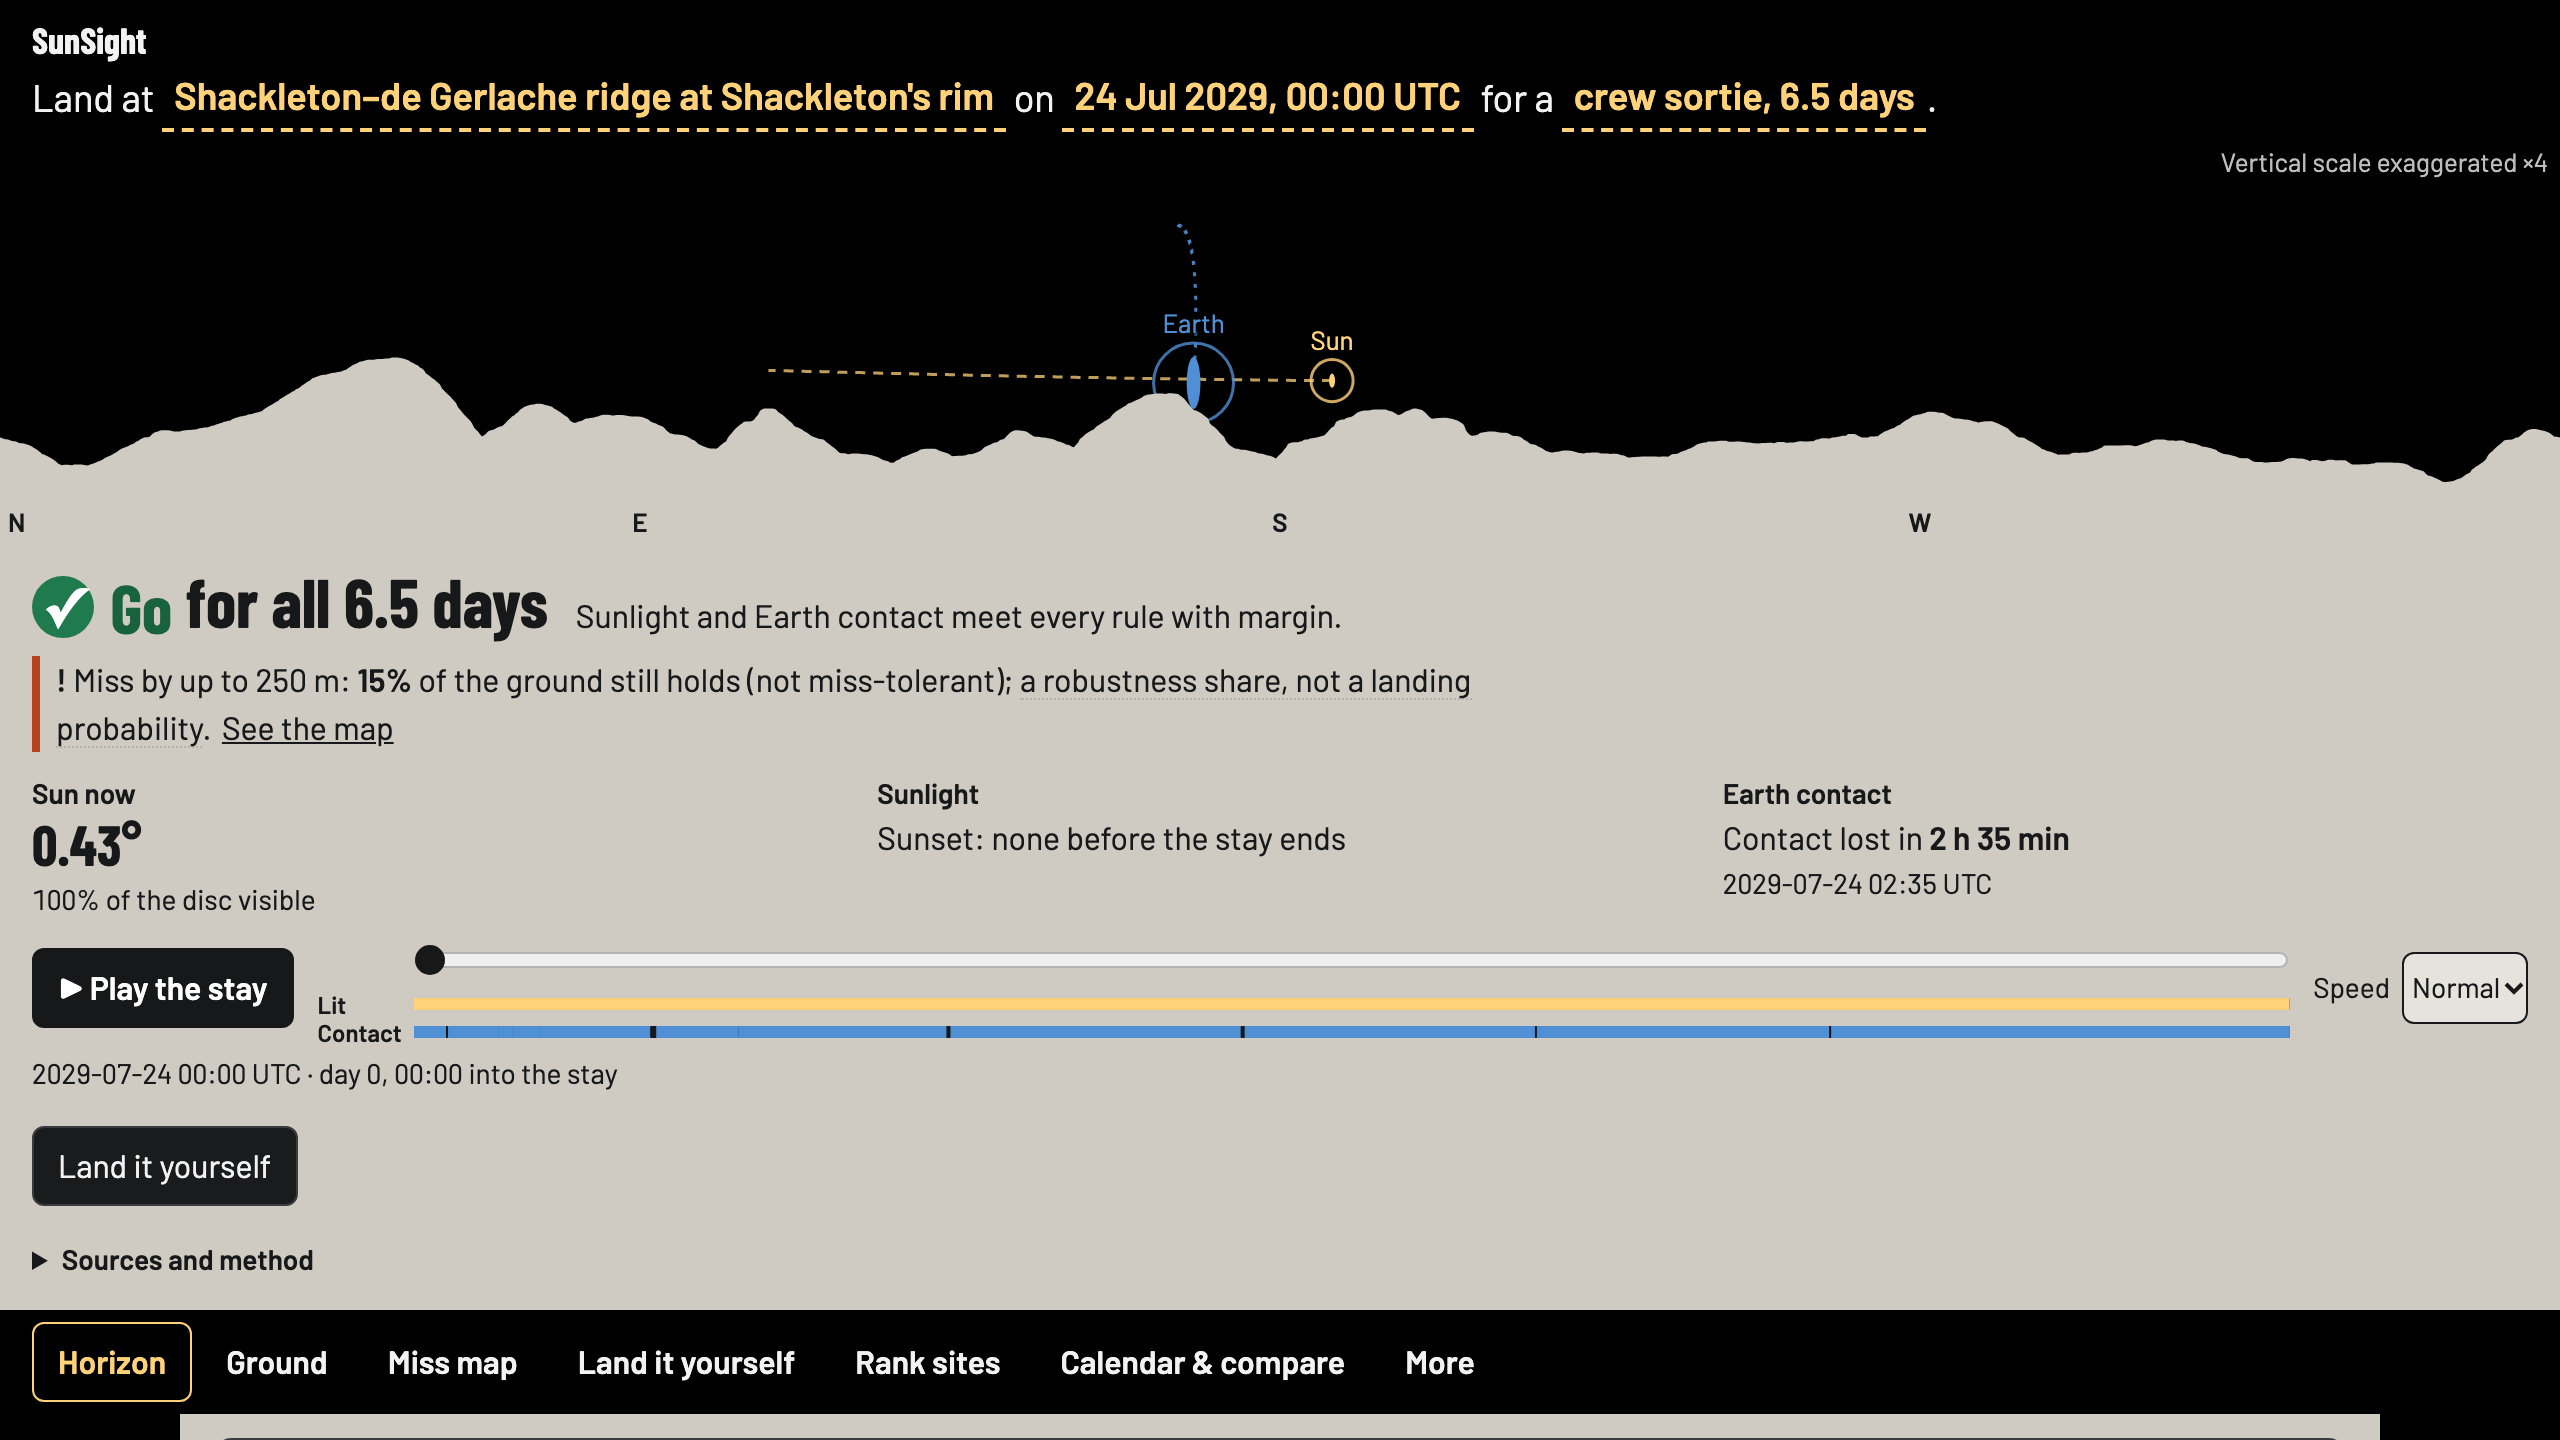 SunSight
Land at Shackleton–de Gerlache ridge at Shackleton's rim on 24 Jul 2029, 00:00 UTC for a crew sortie, 6.5 days .
Vertical scale exaggerated ×4
Earth
Sun
N E S W
Go for all 6.5 days Sunlight and Earth contact meet every rule with margin.
! Miss by up to 250 m: 15% of the ground still holds (not miss-tolerant); a robustness share, not a landing
probability. See the map
Sun now
0.43°
100% of the disc visible
Sunlight
Sunset: none before the stay ends
Earth contact
Contact lost in 2 h 35 min
2029-07-24 02:35 UTC
Play the stay
Lit
Contact
Speed Normal
2029-07-24 00:00 UTC · day 0, 00:00 into the stay
Land it yourself
Sources and method
Horizon Ground Miss map Land it yourself Rank sites Calendar & compare More